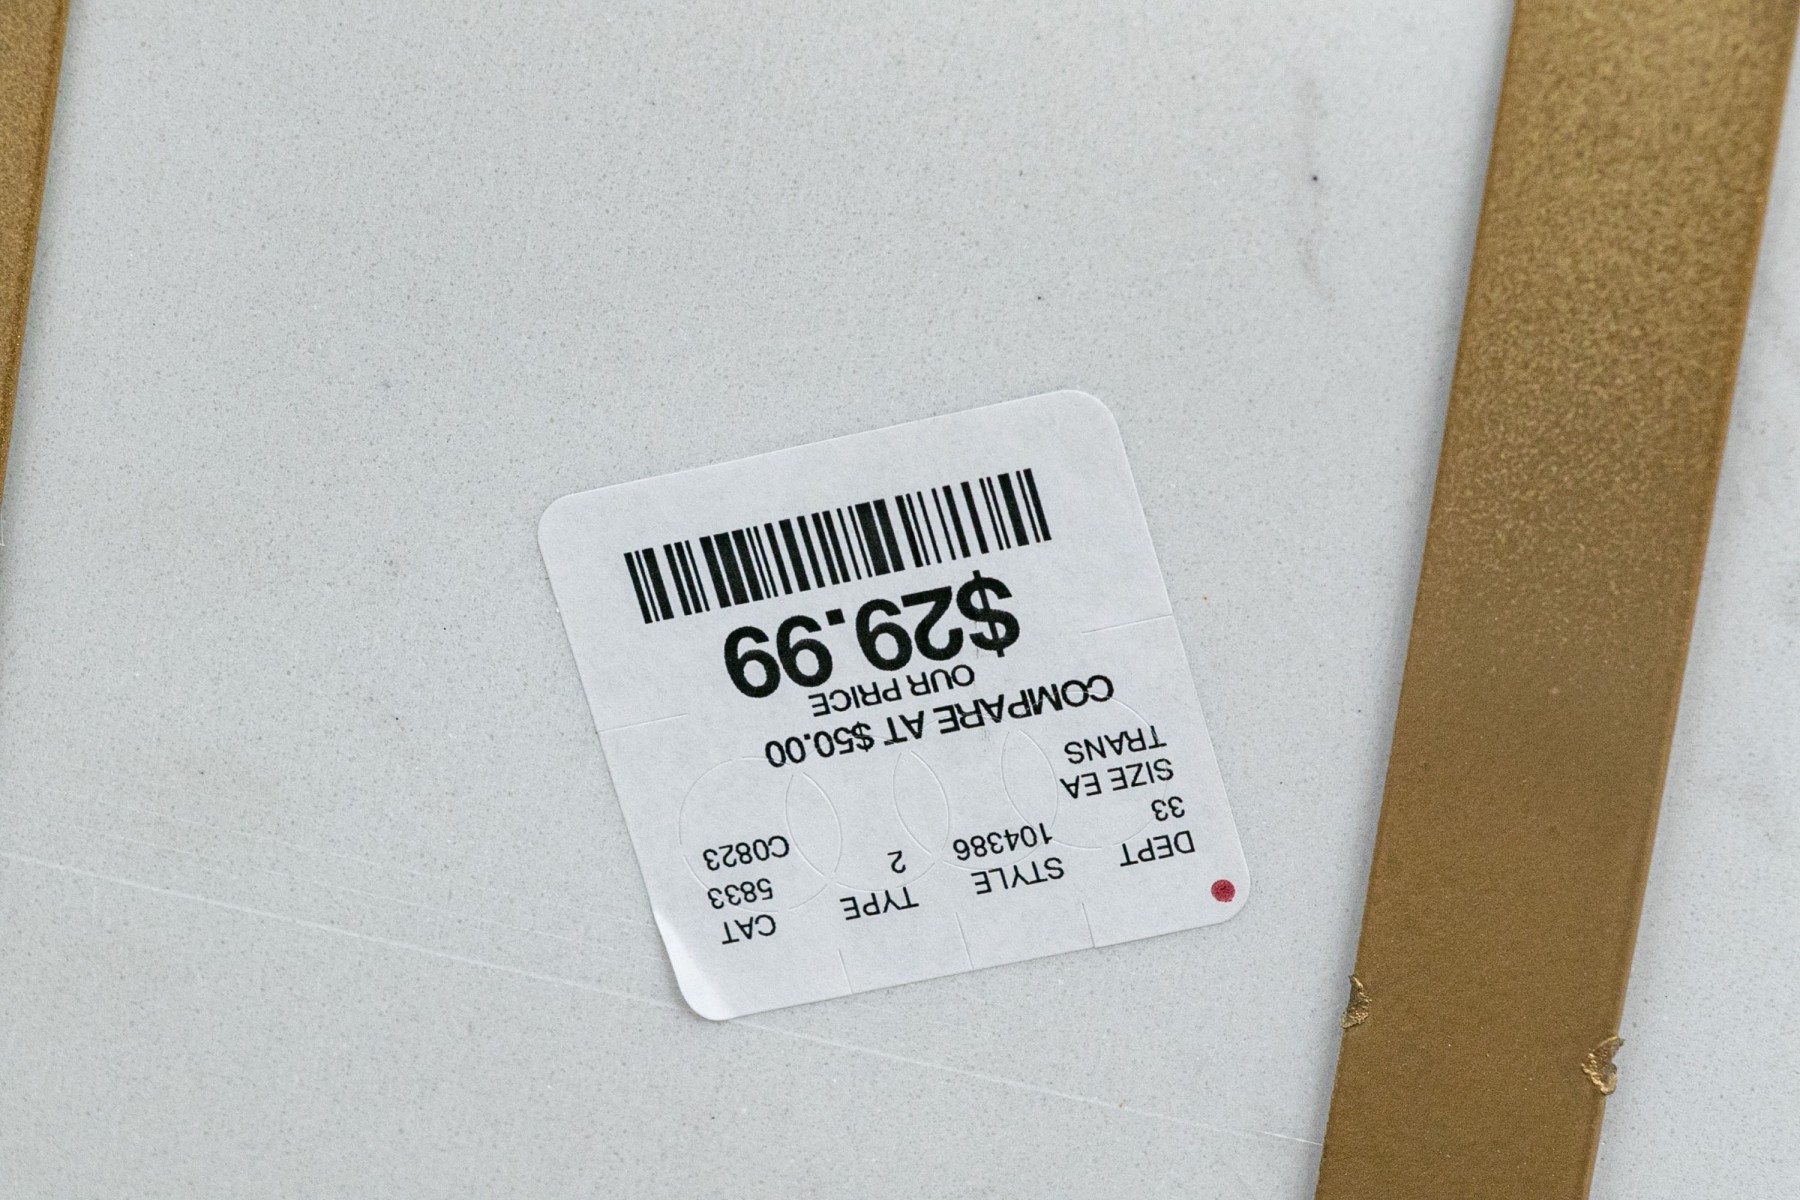 DEPT STYLE TYPE CAT
33 104386 2 5833
SIZE EA C0823
TRANS
COMPARE AT $50.00
OUR PRICE
$29.99